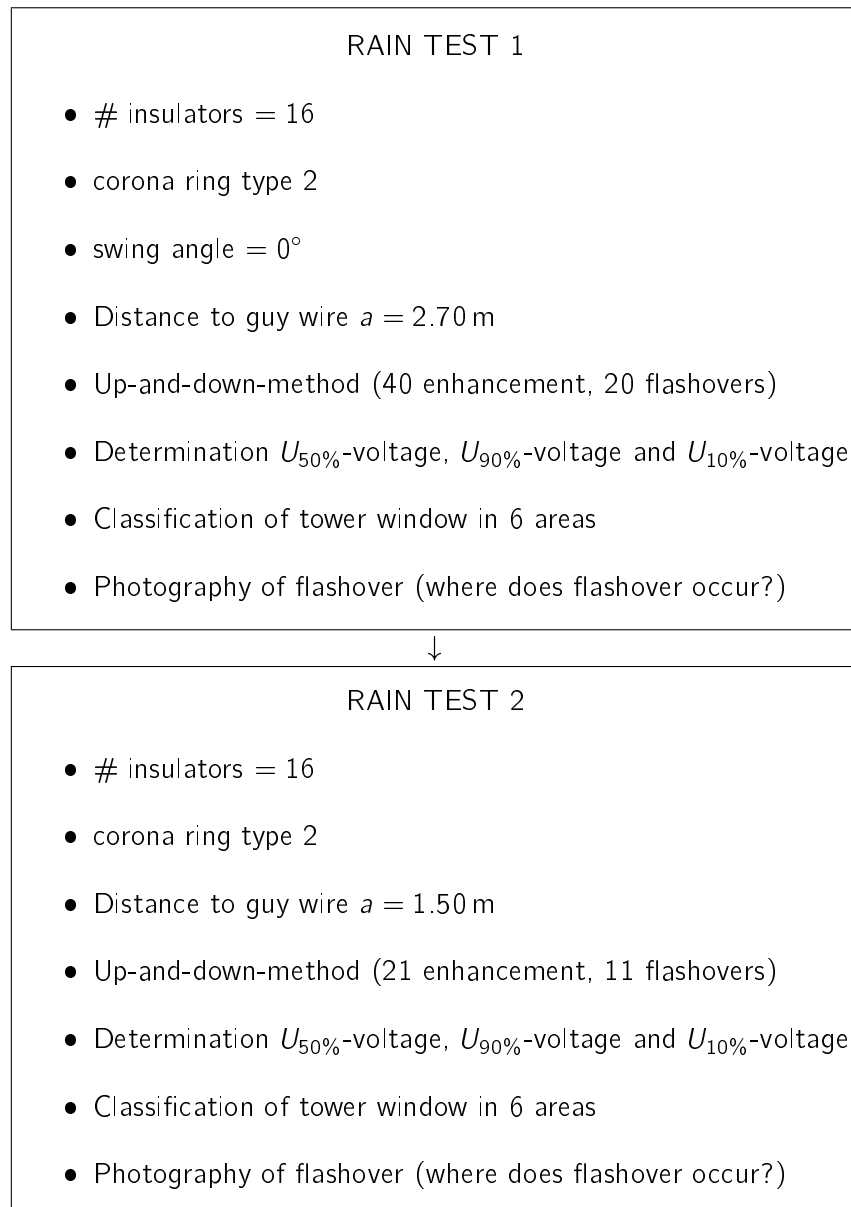 RAIN TEST 1
• # insulators = 16
• corona ring type 2
• swing angle = 0°
• Distance to guy wire a = 2.70 m
• Up-and-down-method (40 enhancement, 20 flashovers)
• Determination U50%-voltage, U90%-voltage and U10%-voltage
• Classification of tower window in 6 areas
• Photography of flashover (where does flashover occur?)
↓
RAIN TEST 2
• # insulators = 16
• corona ring type 2
• Distance to guy wire a = 1.50 m
• Up-and-down-method (21 enhancement, 11 flashovers)
• Determination U50%-voltage, U90%-voltage and U10%-voltage
• Classification of tower window in 6 areas
• Photography of flashover (where does flashover occur?)